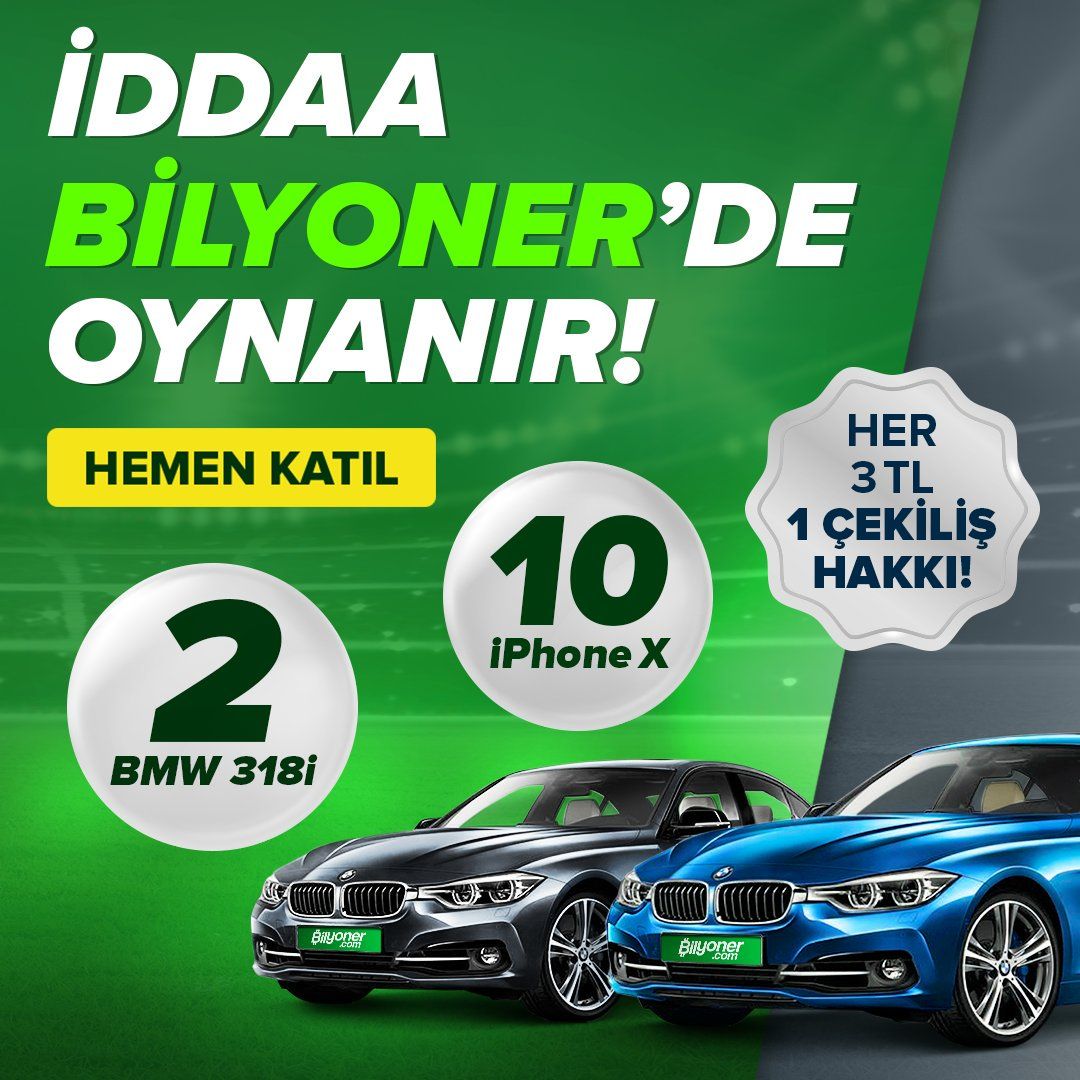 İDDAA
BİLYONER'DE
OYNANIR!
HEMEN KATIL
HER
3 TL
1 ÇEKİLİŞ
HAKKI!
10
iPhone X
2
BMW 318i
Bilyoner
.com
Bilyoner
.com